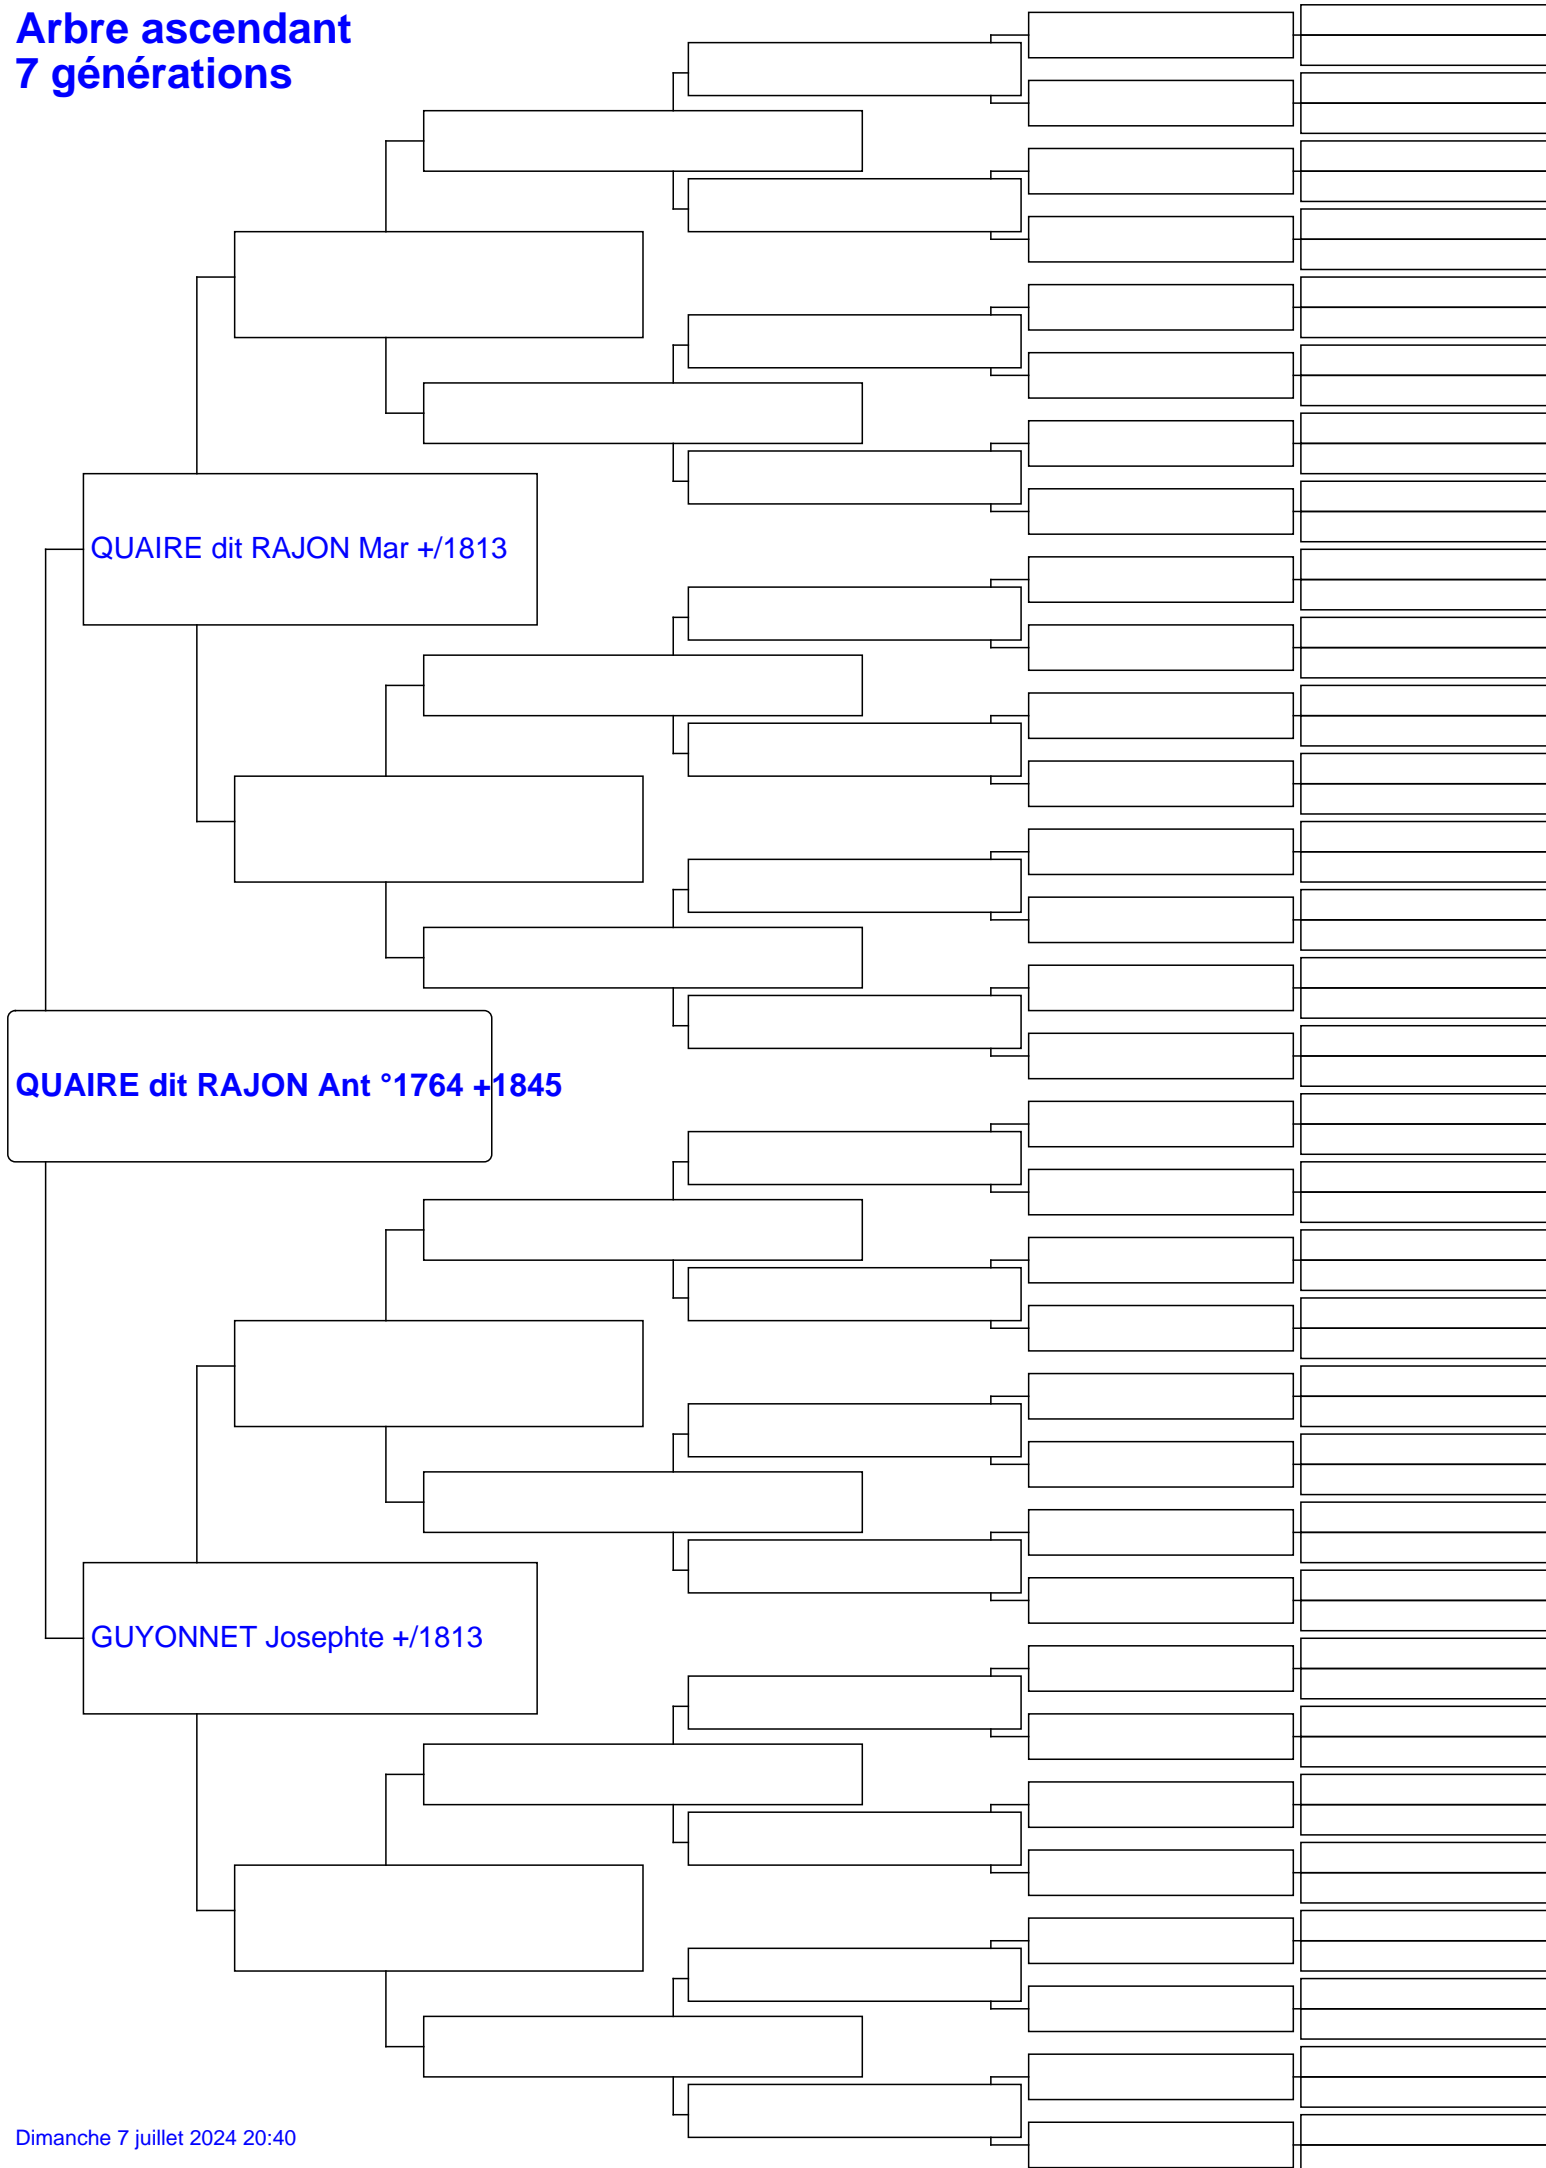 Arbre ascendant
7 générations
QUAIRE dit RAJON Mar +/1813
QUAIRE dit RAJON Ant °1764 +1845
GUYONNET Josephte +/1813
Dimanche 7 juillet 2024 20:40